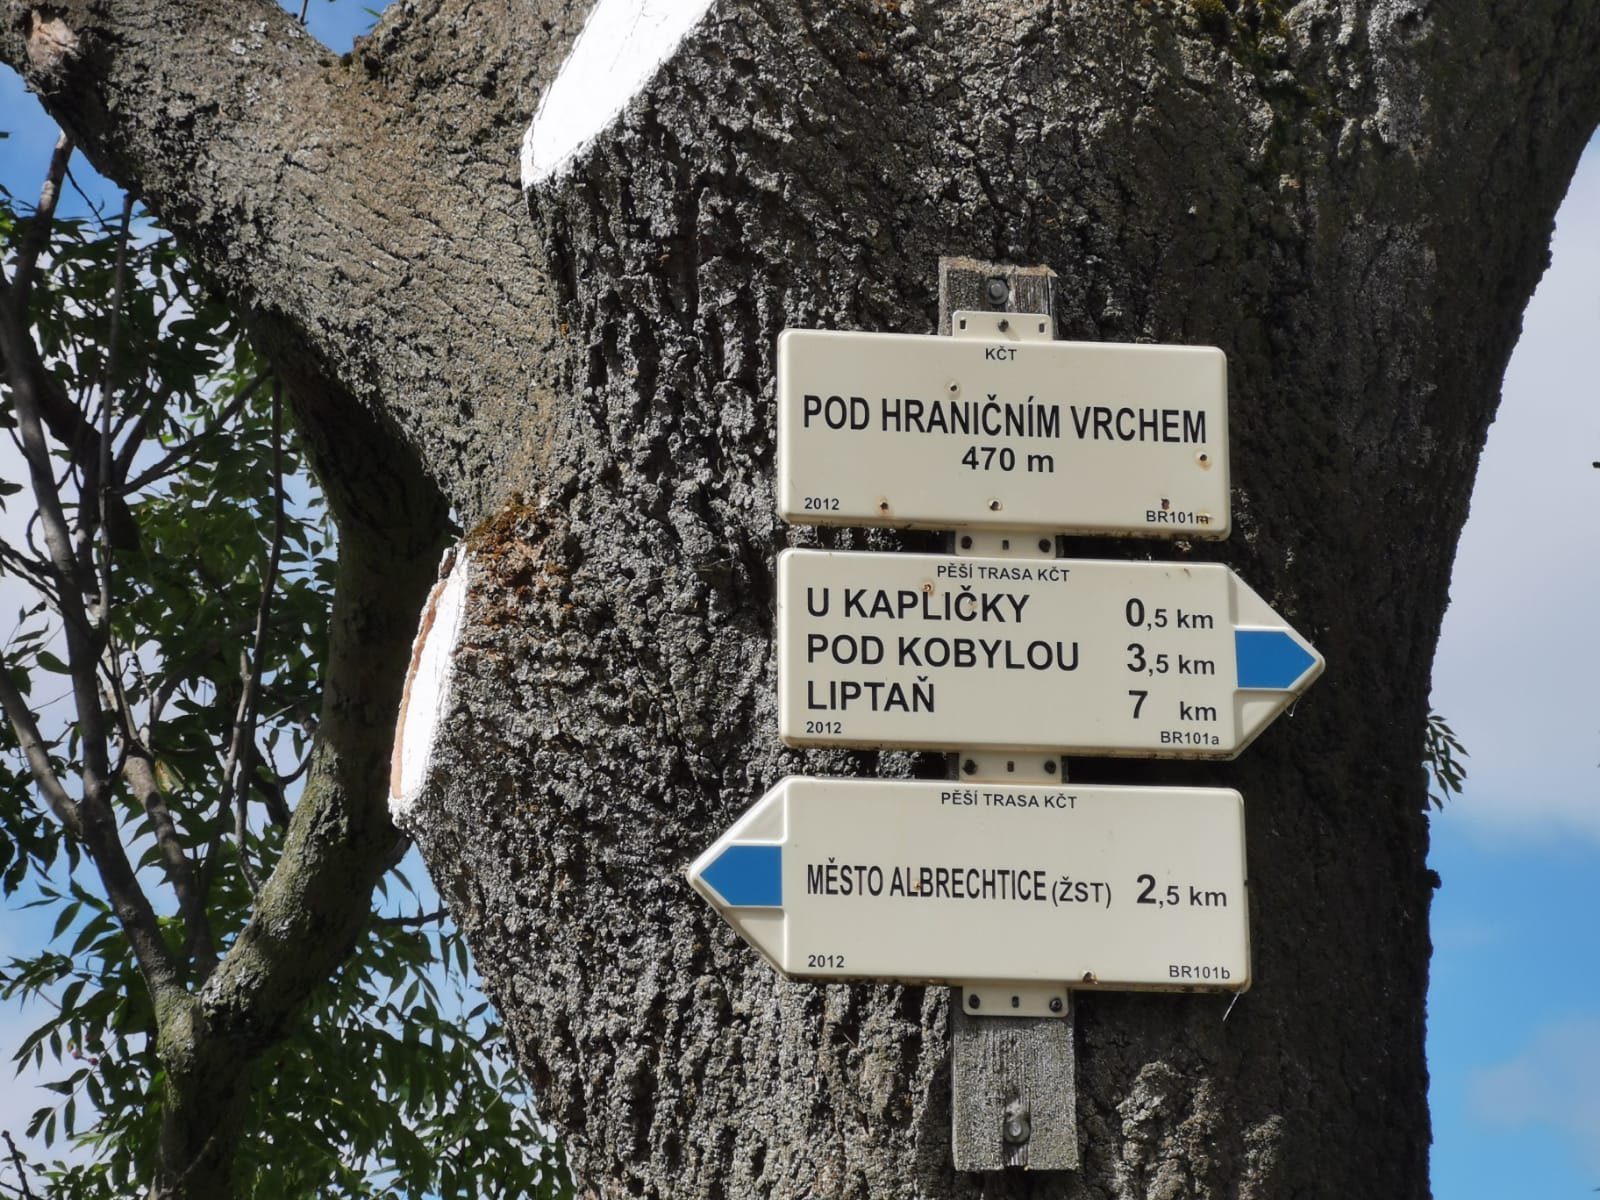 KČT
POD HRANIČNÍM VRCHEM
470 m
2012 BR101m
PĚŠÍ TRASA KČT
U KAPLIČKY 0,5 km
POD KOBYLOU 3,5 km
LIPTAŇ 7 km
2012 BR101a
PĚŠÍ TRASA KČT
MĚSTO ALBRECHTICE (ŽST) 2,5 km
2012 BR101b